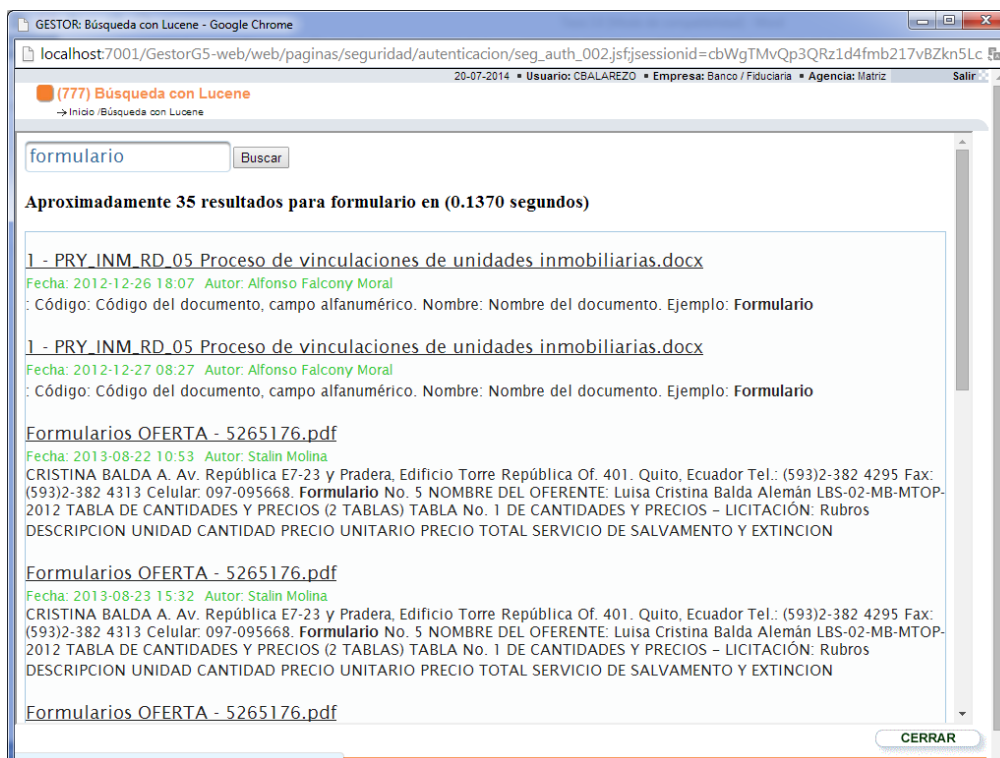 GESTOR: Búsqueda con Lucene - Google Chrome
localhost:7001/GestorG5-web/web/paginas/seguridad/autenticacion/seg_auth_002.jsf;jsessionid=cbWgTMvQp3QRz1d4fmb217vBZkn5Lc
20-07-2014 ▪ Usuario: CBALAREZO ▪ Empresa: Banco / Fiduciaria ▪ Agencia: Matriz Salir
(777) Búsqueda con Lucene
→ Inicio /Búsqueda con Lucene
formulario Buscar
Aproximadamente 35 resultados para formulario en (0.1370 segundos)
1 - PRY_INM_RD_05 Proceso de vinculaciones de unidades inmobiliarias.docx
Fecha: 2012-12-26 18:07 Autor: Alfonso Falcony Moral
: Código: Código del documento, campo alfanumérico. Nombre: Nombre del documento. Ejemplo: Formulario
1 - PRY_INM_RD_05 Proceso de vinculaciones de unidades inmobiliarias.docx
Fecha: 2012-12-27 08:27 Autor: Alfonso Falcony Moral
: Código: Código del documento, campo alfanumérico. Nombre: Nombre del documento. Ejemplo: Formulario
Formularios OFERTA - 5265176.pdf
Fecha: 2013-08-22 10:53 Autor: Stalin Molina
CRISTINA BALDA A. Av. República E7-23 y Pradera, Edificio Torre República Of. 401. Quito, Ecuador Tel.: (593)2-382 4295 Fax:
(593)2-382 4313 Celular: 097-095668. Formulario No. 5 NOMBRE DEL OFERENTE: Luisa Cristina Balda Alemán LBS-02-MB-MTOP-
2012 TABLA DE CANTIDADES Y PRECIOS (2 TABLAS) TABLA No. 1 DE CANTIDADES Y PRECIOS – LICITACIÓN: Rubros
DESCRIPCION UNIDAD CANTIDAD PRECIO UNITARIO PRECIO TOTAL SERVICIO DE SALVAMENTO Y EXTINCION
Formularios OFERTA - 5265176.pdf
Fecha: 2013-08-23 15:32 Autor: Stalin Molina
CRISTINA BALDA A. Av. República E7-23 y Pradera, Edificio Torre República Of. 401. Quito, Ecuador Tel.: (593)2-382 4295 Fax:
(593)2-382 4313 Celular: 097-095668. Formulario No. 5 NOMBRE DEL OFERENTE: Luisa Cristina Balda Alemán LBS-02-MB-MTOP-
2012 TABLA DE CANTIDADES Y PRECIOS (2 TABLAS) TABLA No. 1 DE CANTIDADES Y PRECIOS – LICITACIÓN: Rubros
DESCRIPCION UNIDAD CANTIDAD PRECIO UNITARIO PRECIO TOTAL SERVICIO DE SALVAMENTO Y EXTINCION
Formularios OFERTA - 5265176.pdf
CERRAR